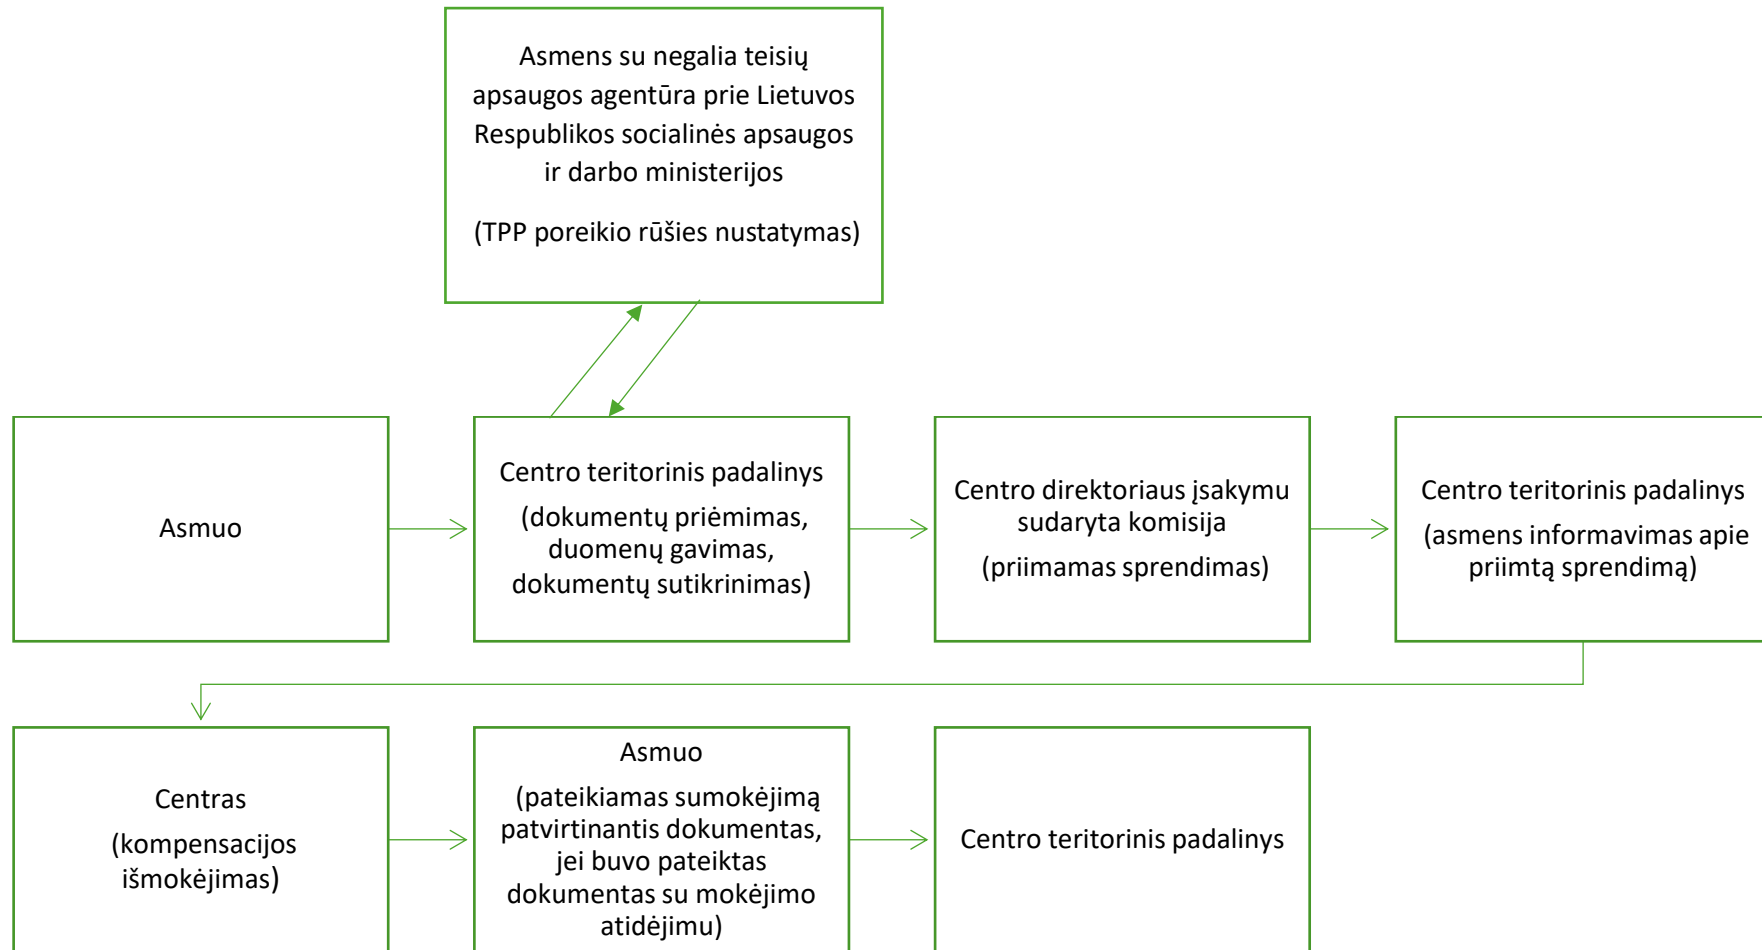 Asmens su negalia teisių
apsaugos agentūra prie Lietuvos
Respublikos socialinės apsaugos
ir darbo ministerijos
(TPP poreikio rūšies nustatymas)
Asmuo
Centro teritorinis padalinys
(dokumentų priėmimas,
duomenų gavimas,
dokumentų sutikrinimas)
Centro direktoriaus įsakymu
sudaryta komisija
(priimamas sprendimas)
Centro teritorinis padalinys
(asmens informavimas apie
priimtą sprendimą)
Centras
(kompensacijos
išmokėjimas)
Asmuo
(pateikiamas sumokėjimą
patvirtinantis dokumentas,
jei buvo pateiktas
dokumentas su mokėjimo
atidėjimu)
Centro teritorinis padalinys